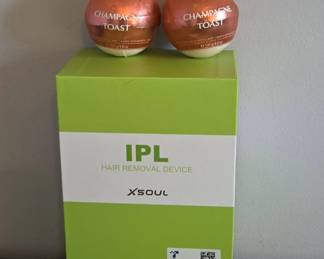 CHAMPAGNE
TOAST
CHAMPAGNE
TOAST
IPL
HAIR REMOVAL DEVICE
XSOUL